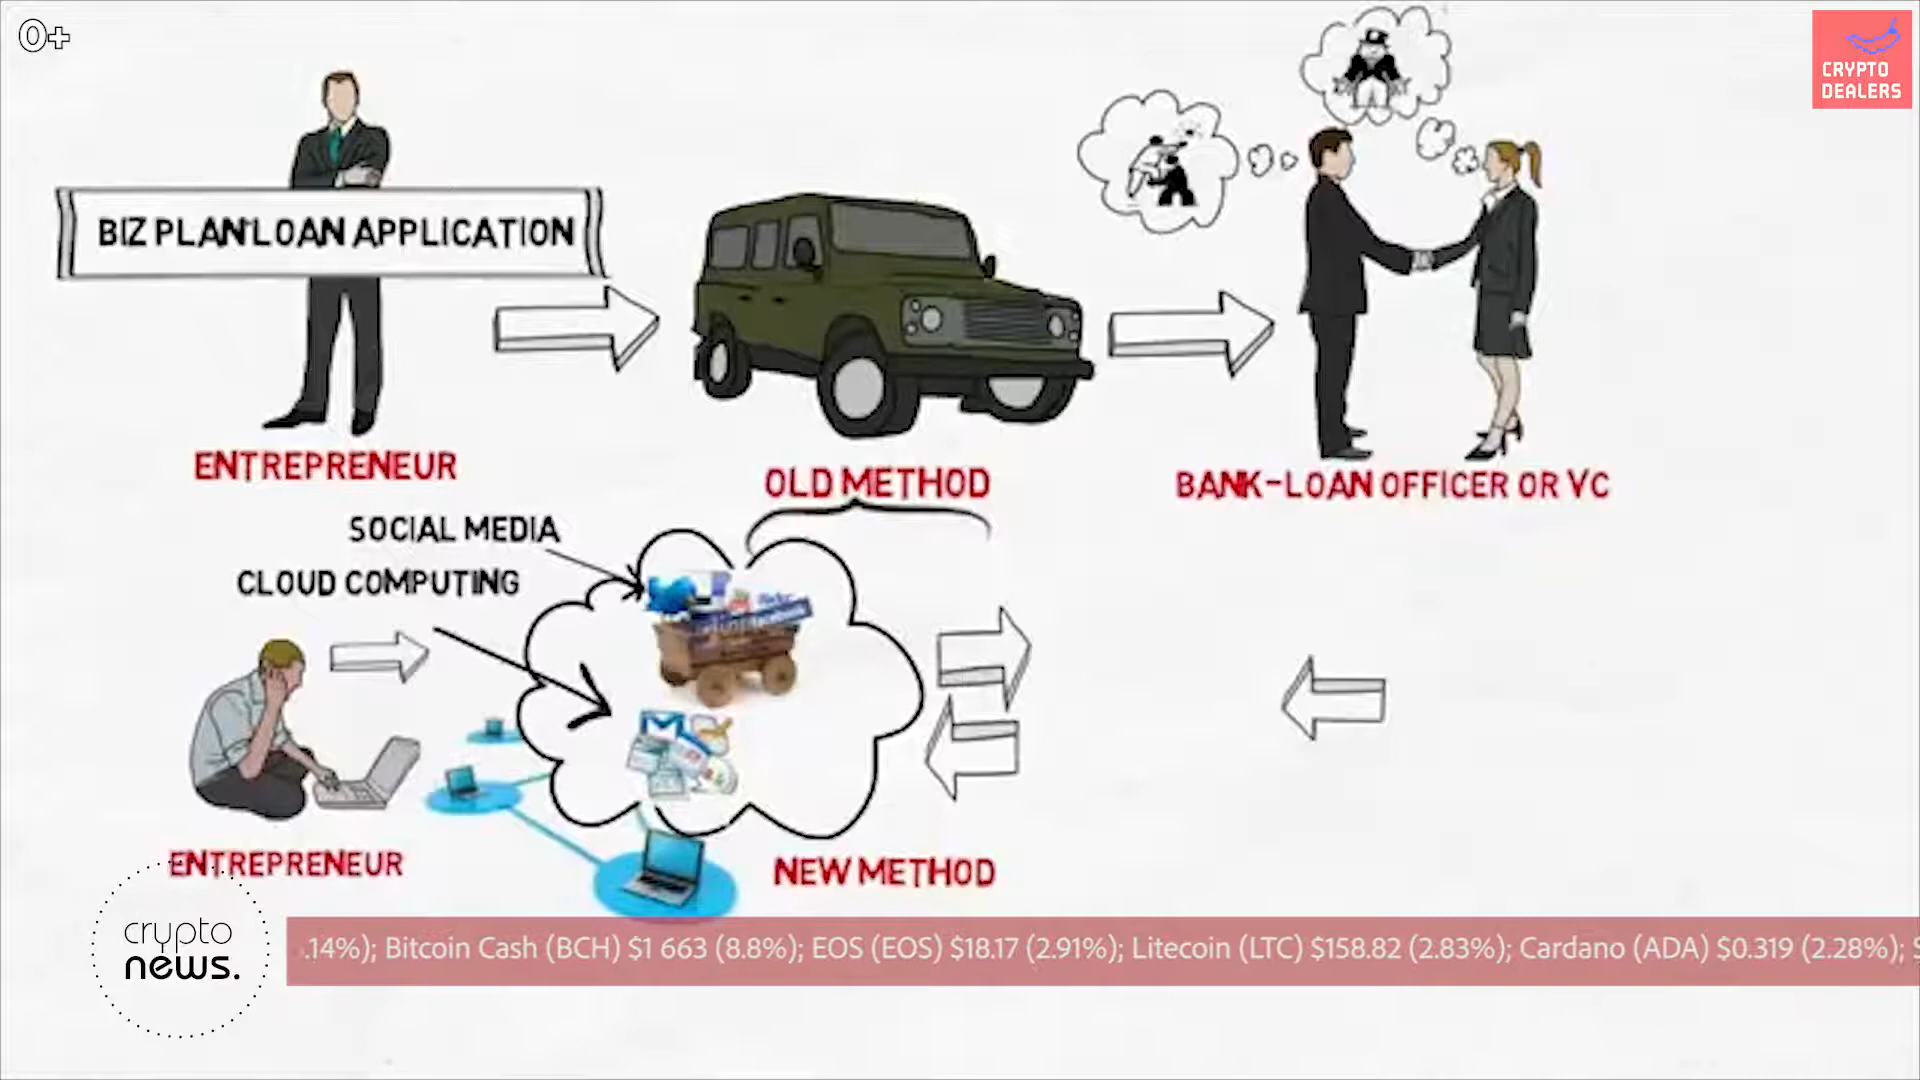 0+
CRYPTO
DEALERS
BIZ PLAN'LOAN APPLICATION
ENTREPRENEUR
OLD METHOD
BANK-LOAN OFFICER OR VC
SOCIAL MEDIA
CLOUD COMPUTING
ENTREPRENEUR
NEW METHOD
crypto
news.
.14%); Bitcoin Cash (BCH) $1 663 (8.8%); EOS (EOS) $18.17 (2.91%); Litecoin (LTC) $158.82 (2.83%); Cardano (ADA) $0.319 (2.28%);